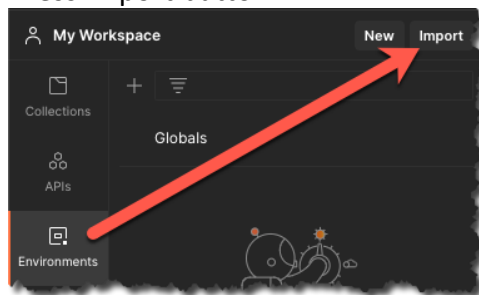 My Workspace
New
Import
Collections
Globals
APIs
Environments